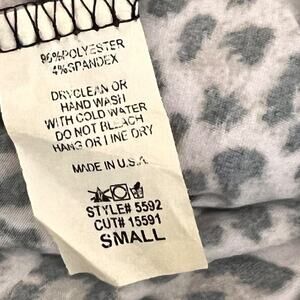 96%POLYESTER
4%SPANDEX
DRYCLEAN OR
HAND WASH
WITH COLD WATER
DO NOT BLEACH
HANG OR LINE DRY
MADE IN U.S.A.
STYLE# 5592
CUT# 15591
SMALL